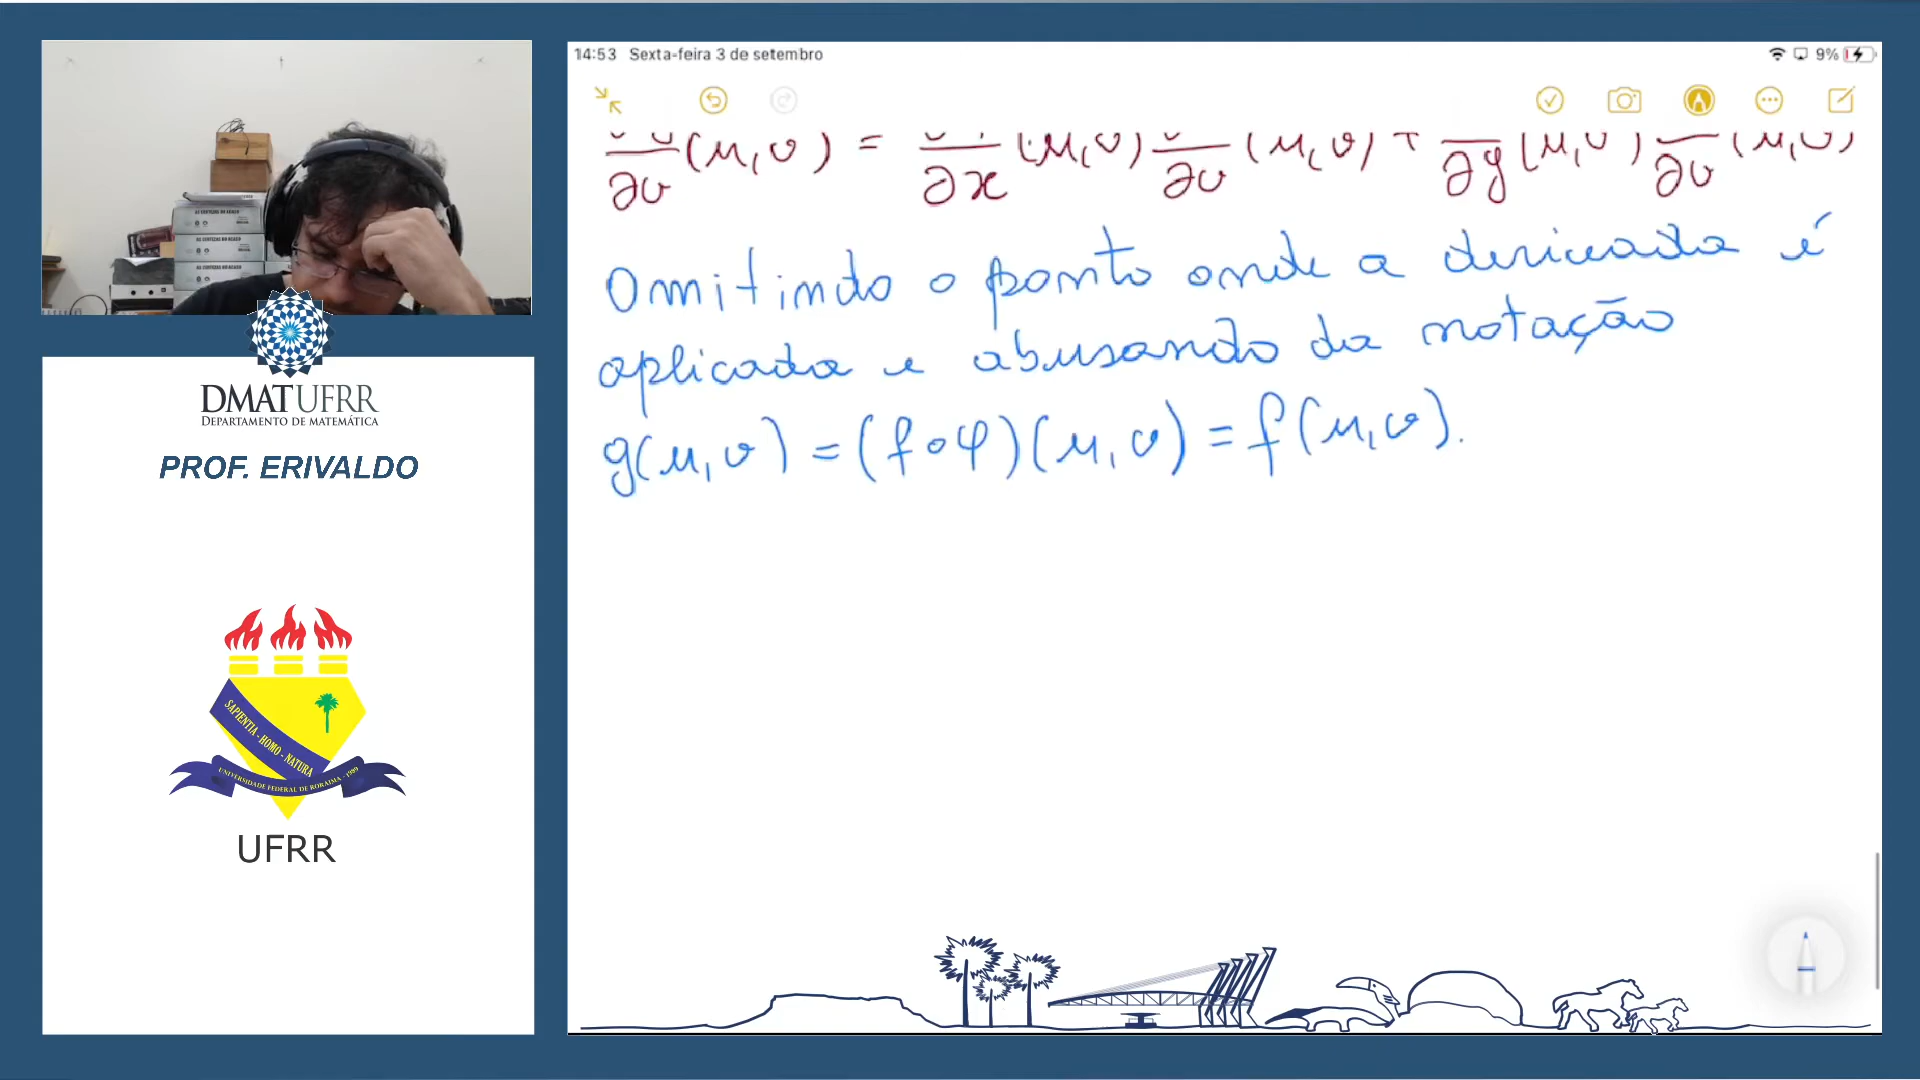 14:53 Sexta-feira 3 de setembro
9%
∂v (u,v) = ∂x (u,v) ∂v (u,v) + ∂y (u,v) ∂v (u,v)
Omitindo o ponto onde a derivada é
aplicada e abusando da notação
g(u,v) = (f∘φ)(u,v) = f(u,v).
DMATUFRR
DEPARTAMENTO DE MATEMÁTICA
PROF. ERIVALDO
SAPIENTIA - HOMO - NATURA
UNIVERSIDADE FEDERAL DE RORAIMA - 1989
UFRR